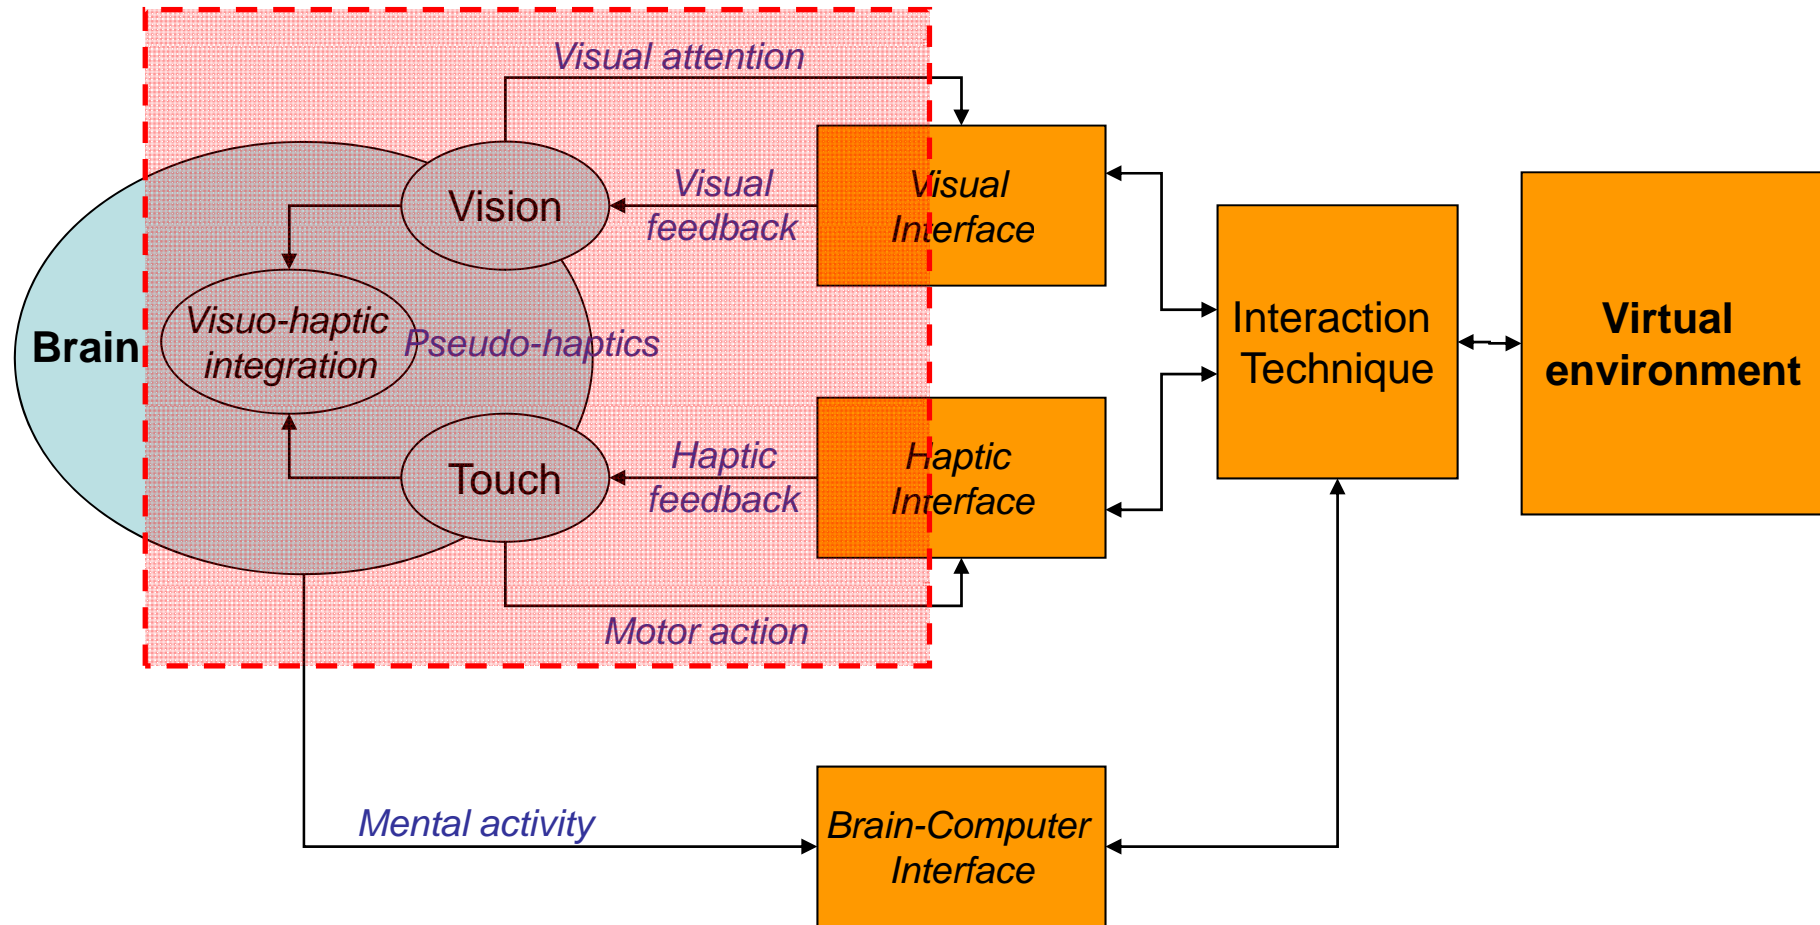 Visual attention
Vision
Visual
feedback
Visual
Interface
Brain
Visuo-haptic
integration
Pseudo-haptics
Interaction
Technique
Virtual
environment
Touch
Haptic
feedback
Haptic
Interface
Motor action
Mental activity
Brain-Computer
Interface